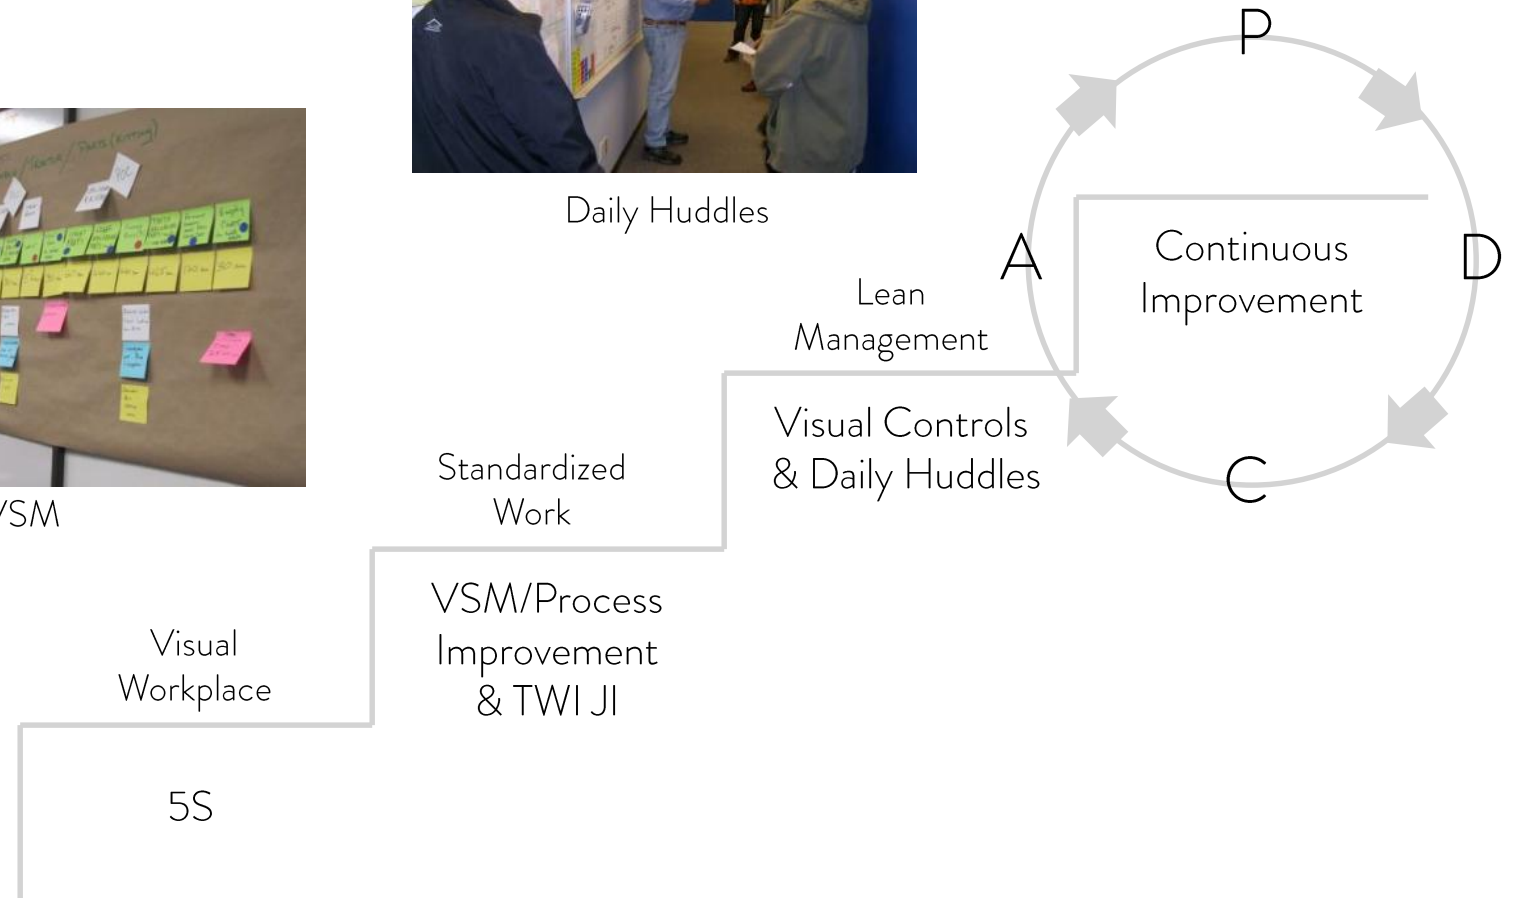 P
Daily Huddles
A
D
Continuous
Improvement
Lean
Management
Visual Controls
& Daily Huddles
C
Standardized
Work
VSM
VSM/Process
Improvement
& TWI JI
Visual
Workplace
5S